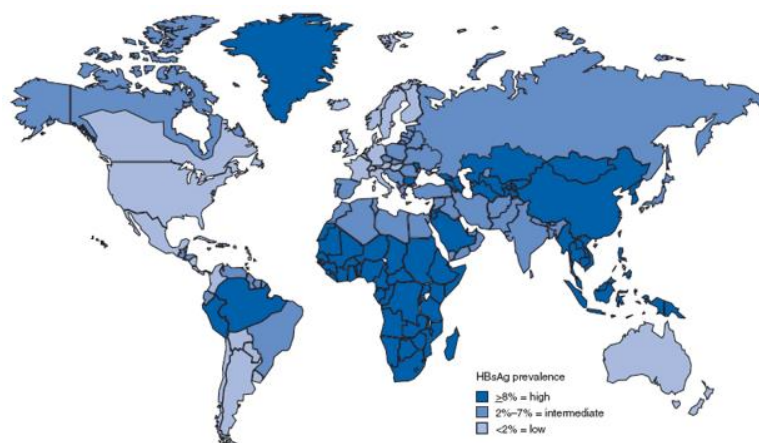 HBsAg prevalence
≥8% = high
2%–7% = intermediate
<2% = low